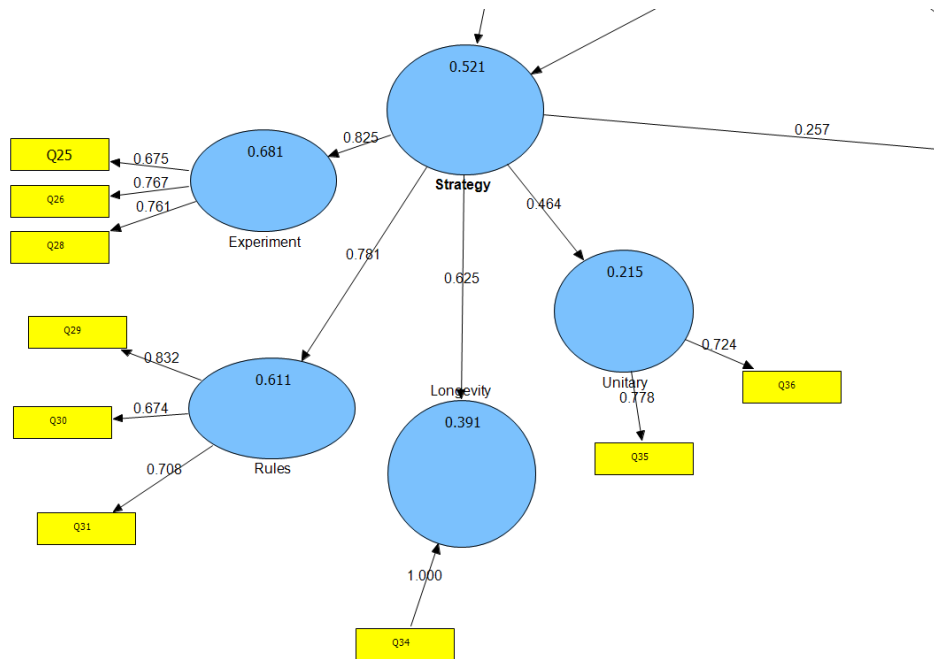 0.521
0.257
0.825
Q25
0.675
0.681
0.767
Q26
0.761
Q28
Experiment
Strategy
0.464
0.781
0.625
0.215
Q29
0.832
0.724
0.611
Longevity
Unitary
Q36
0.778
0.674
Q30
0.391
Q35
Rules
0.708
Q31
1.000
Q34